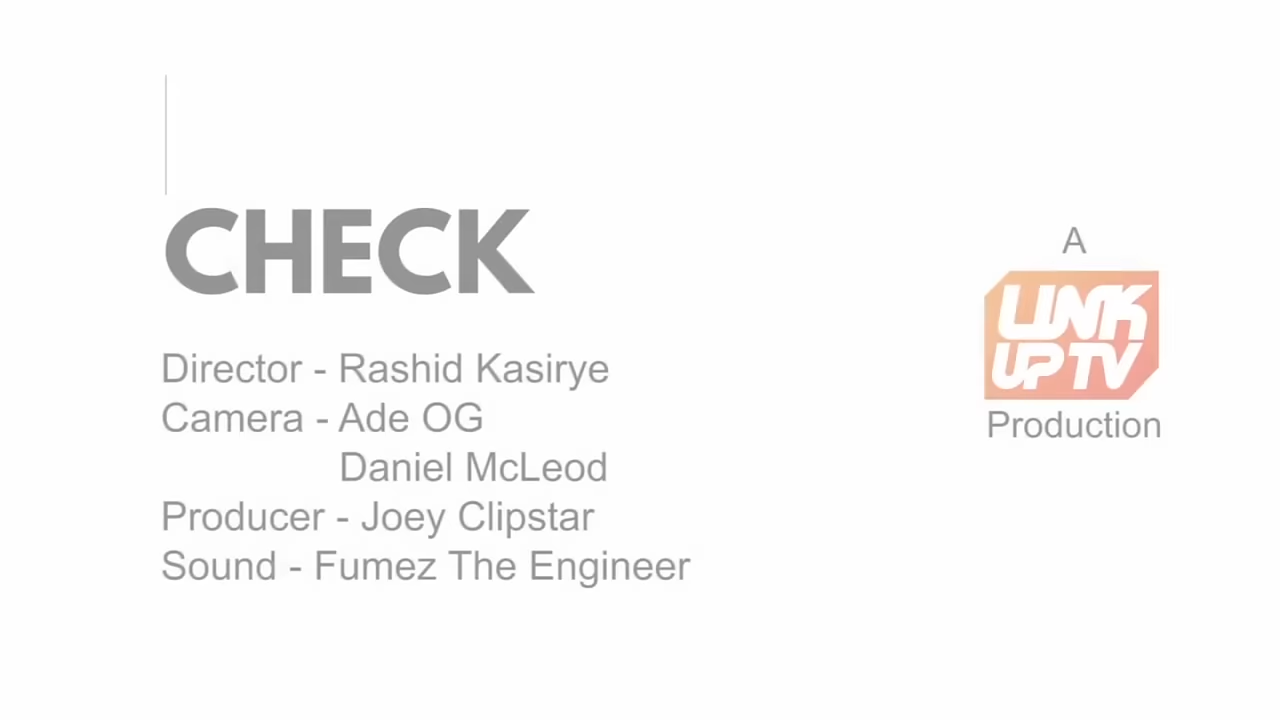 CHECK
Director - Rashid Kasirye
Camera - Ade OG
Daniel McLeod
Producer - Joey Clipstar
Sound - Fumez The Engineer
A
LINK
UP TV
Production